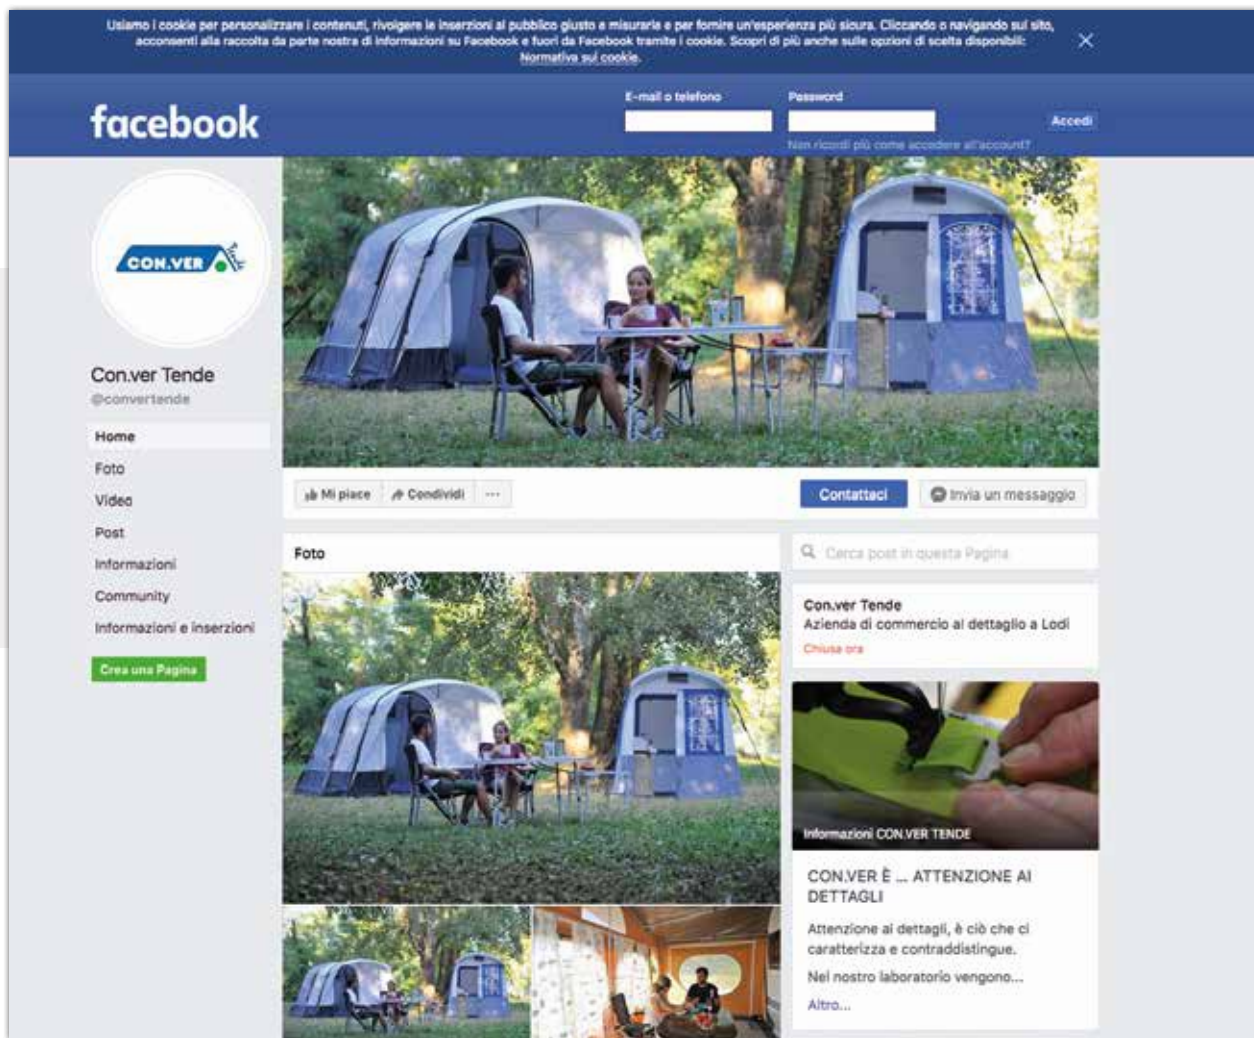 Usiamo i cookie per personalizzare i contenuti, rivolgere le inserzioni al pubblico giusto e misurarle e per fornire un'esperienza più sicura. Cliccando o navigando sul sito,
acconsenti alla raccolta da parte nostra di informazioni su Facebook e fuori da Facebook tramite i cookie. Scopri di più anche sulle opzioni di scelta disponibili:
Normativa sui cookie.
facebook
E-mail o telefono
Password
Accedi
Non ricordi più come accedere all'account?
CON.VER
Con.ver Tende
@convertende
Home
Foto
Video
Post
Informazioni
Community
Informazioni e inserzioni
Crea una Pagina
Mi piace
Condividi
...
Contattaci
Invia un messaggio
Foto
Cerca post in questa Pagina
Con.ver Tende
Azienda di commercio al dettaglio a Lodi
Chiusa ora
Informazioni CON.VER TENDE
CON.VER È ... ATTENZIONE AI
DETTAGLI
Attenzione ai dettagli, è ciò che ci
caratterizza e contraddistingue.
Nel nostro laboratorio vengono...
Altro...